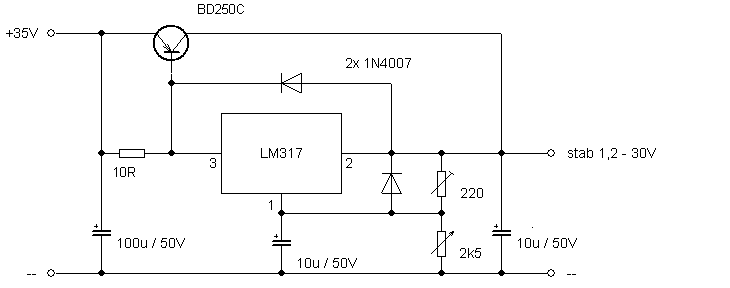 BD250C
+35V
2x 1N4007
3
LM317
2
stab 1,2 - 30V
10R
1
220
+
100u / 50V
+
10u / 50V
2k5
+
10u / 50V
--
--